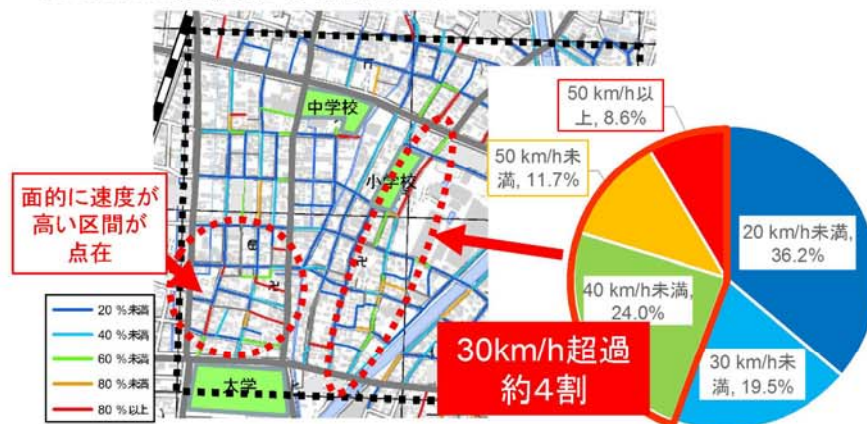 中学校
小学校
大学
面的に速度が
高い区間が
点在
20 %未満
40 %未満
60 %未満
80 %未満
80 %以上
50 km/h以
上, 8.6%
50 km/h未
満, 11.7%
20 km/h未満
36.2%
40 km/h未満,
24.0%
30 km/h未
満, 19.5%
30km/h超過
約4割